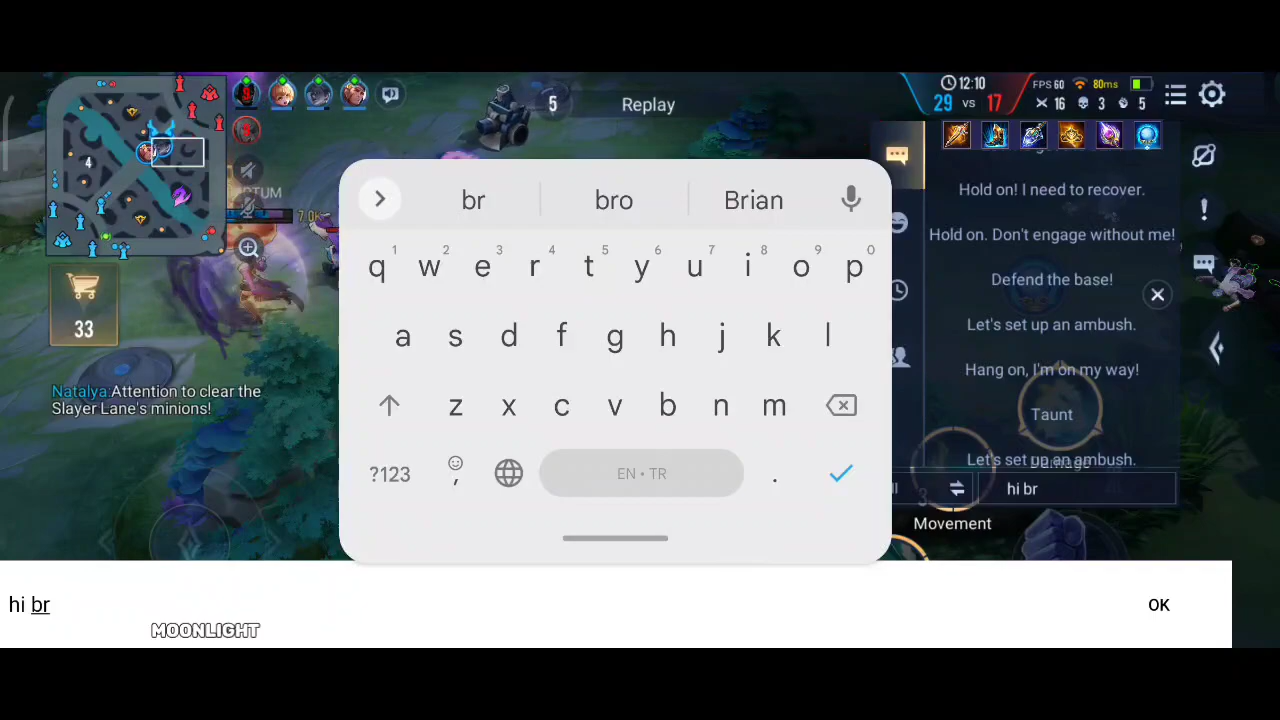 12:10
29 VS 17
FPS 60 80ms
16 3 5
5 Replay
4
33
7.0K
Natalya:Attention to clear the
Slayer Lane's minions!
Hold on! I need to recover.
Hold on. Don't engage without me!
Defend the base!
Let's set up an ambush.
Hang on, I'm on my way!
Taunt
Let's set up an ambush.
hi br
Movement
br bro Brian
1 2 3 4 5 6 7 8 9 0
q w e r t y u i o p
a s d f g h j k l
z x c v b n m
?123 , EN • TR .
hi br
OK
MOONLIGHT